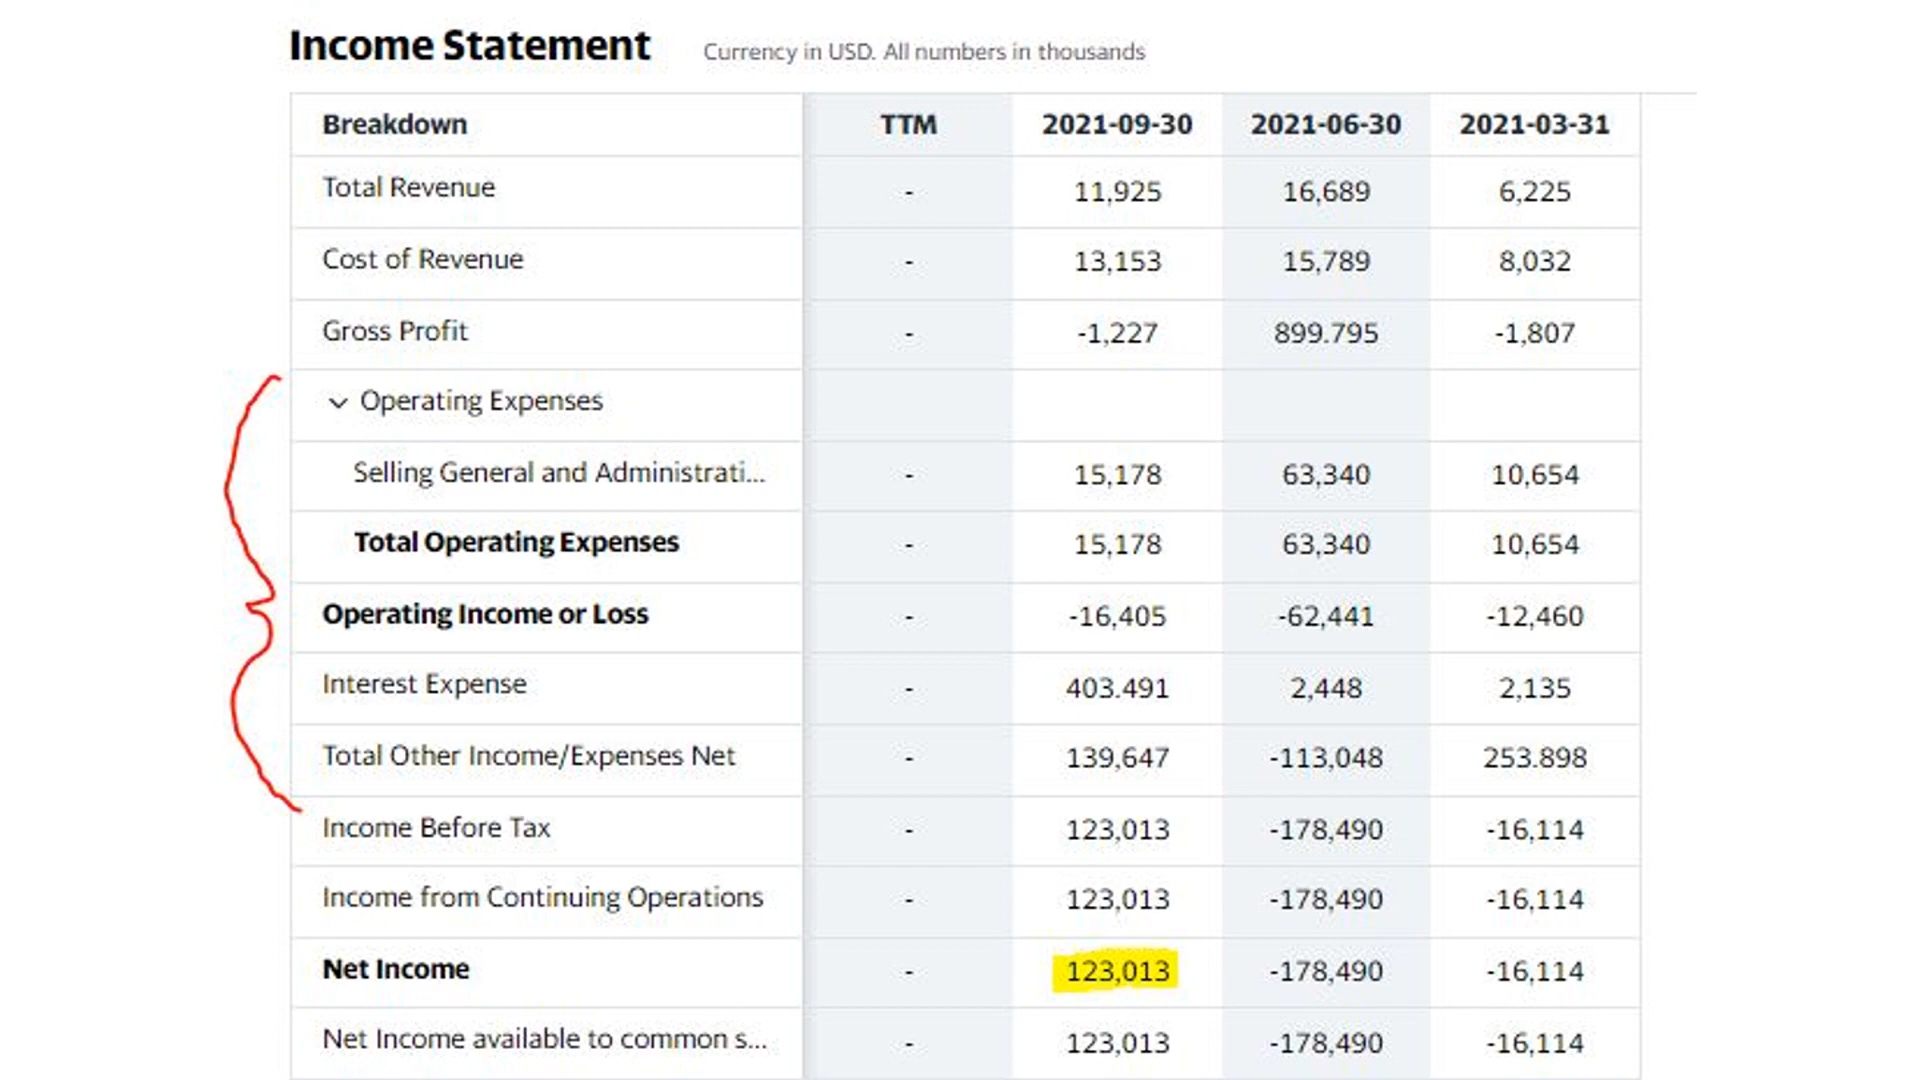 Income Statement Currency in USD. All numbers in thousands
Breakdown TTM 2021-09-30 2021-06-30 2021-03-31
Total Revenue - 11,925 16,689 6,225
Cost of Revenue - 13,153 15,789 8,032
Gross Profit - -1,227 899.795 -1,807
Operating Expenses
Selling General and Administrati... - 15,178 63,340 10,654
Total Operating Expenses - 15,178 63,340 10,654
Operating Income or Loss - -16,405 -62,441 -12,460
Interest Expense - 403.491 2,448 2,135
Total Other Income/Expenses Net - 139,647 -113,048 253.898
Income Before Tax - 123,013 -178,490 -16,114
Income from Continuing Operations - 123,013 -178,490 -16,114
Net Income - 123,013 -178,490 -16,114
Net Income available to common s... - 123,013 -178,490 -16,114